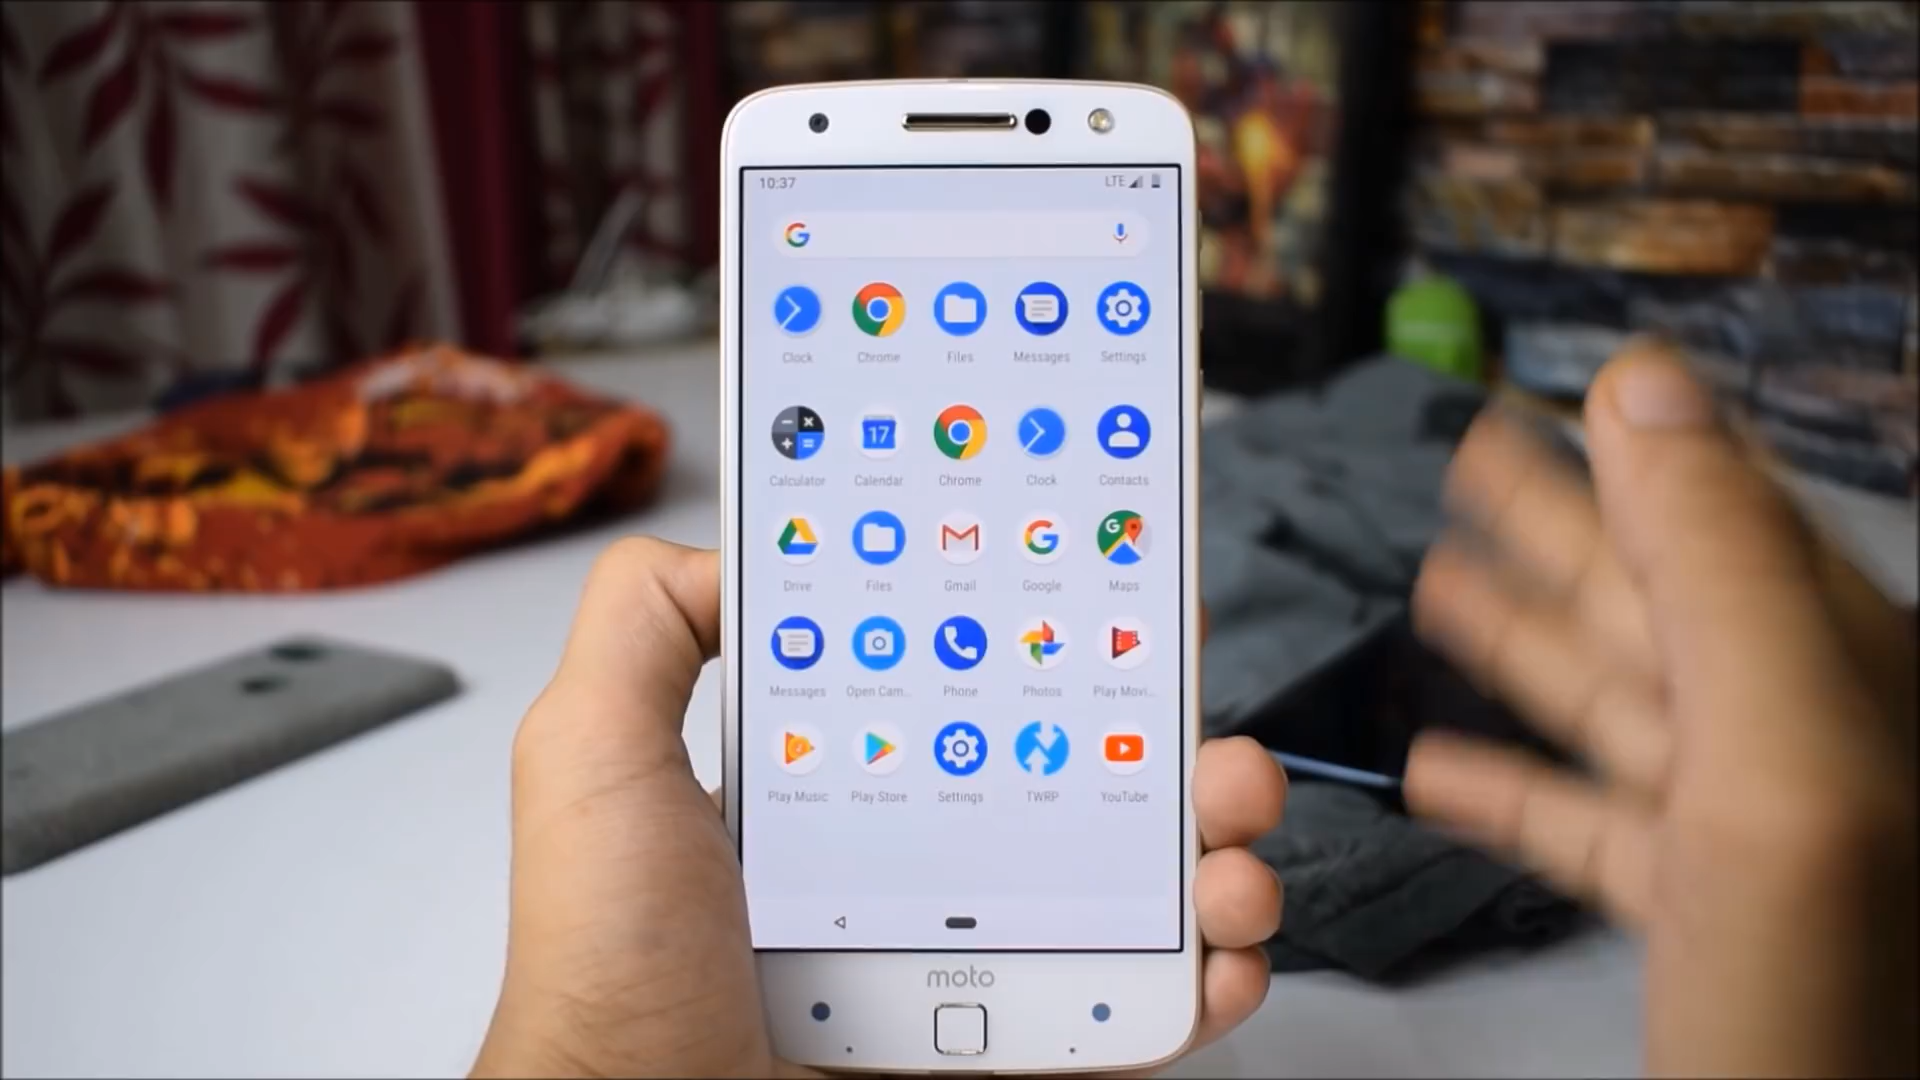 10:37 LTE
G
Clock Chrome Files Messages Settings
17
Calculator Calendar Chrome Clock Contacts
G G
Drive Files Gmail Google Maps
Messages Open Cam... Phone Photos Play Movi...
Play Music Play Store Settings TWRP YouTube
moto